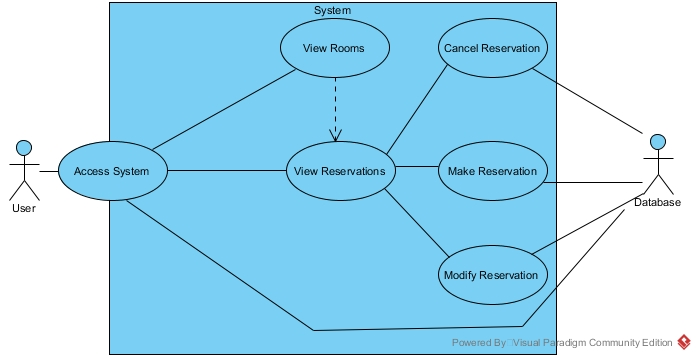 System
View Rooms
Cancel Reservation
Access System
View Reservations
Make Reservation
User
Database
Modify Reservation
Powered By Visual Paradigm Community Edition